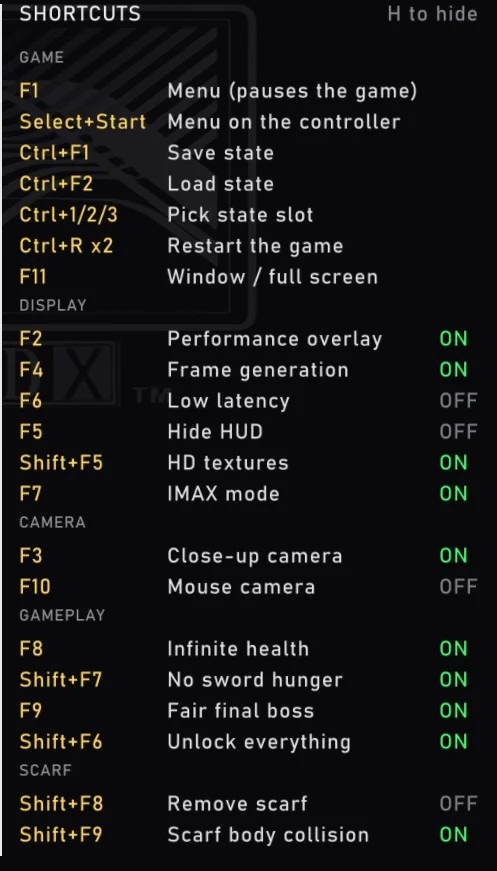 SHORTCUTS H to hide
GAME
F1 Menu (pauses the game)
Select+Start Menu on the controller
Ctrl+F1 Save state
Ctrl+F2 Load state
Ctrl+1/2/3 Pick state slot
Ctrl+R x2 Restart the game
F11 Window / full screen
DISPLAY
F2 Performance overlay ON
F4 Frame generation ON
F6 Low latency OFF
F5 Hide HUD OFF
Shift+F5 HD textures ON
F7 IMAX mode ON
CAMERA
F3 Close-up camera ON
F10 Mouse camera OFF
GAMEPLAY
F8 Infinite health ON
Shift+F7 No sword hunger ON
F9 Fair final boss ON
Shift+F6 Unlock everything ON
SCARF
Shift+F8 Remove scarf OFF
Shift+F9 Scarf body collision ON
X TM